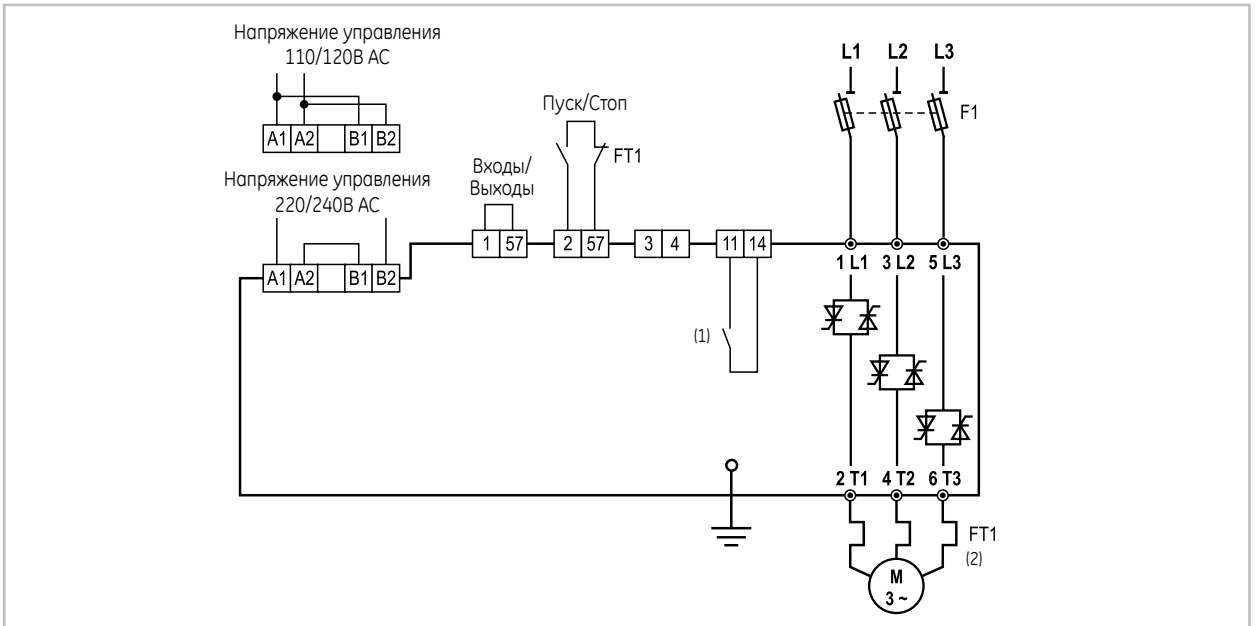 Напряжение управления
110/120В AC
A1 A2 B1 B2
Напряжение управления
220/240В AC
A1 A2 B1 B2
Входы/
Выходы
1 57
Пуск/Стоп
FT1
2 57
3 4
11 14
(1)
L1 L2 L3
F1
1 L1 3 L2 5 L3
2 T1 4 T2 6 T3
FT1
(2)
M
3 ~